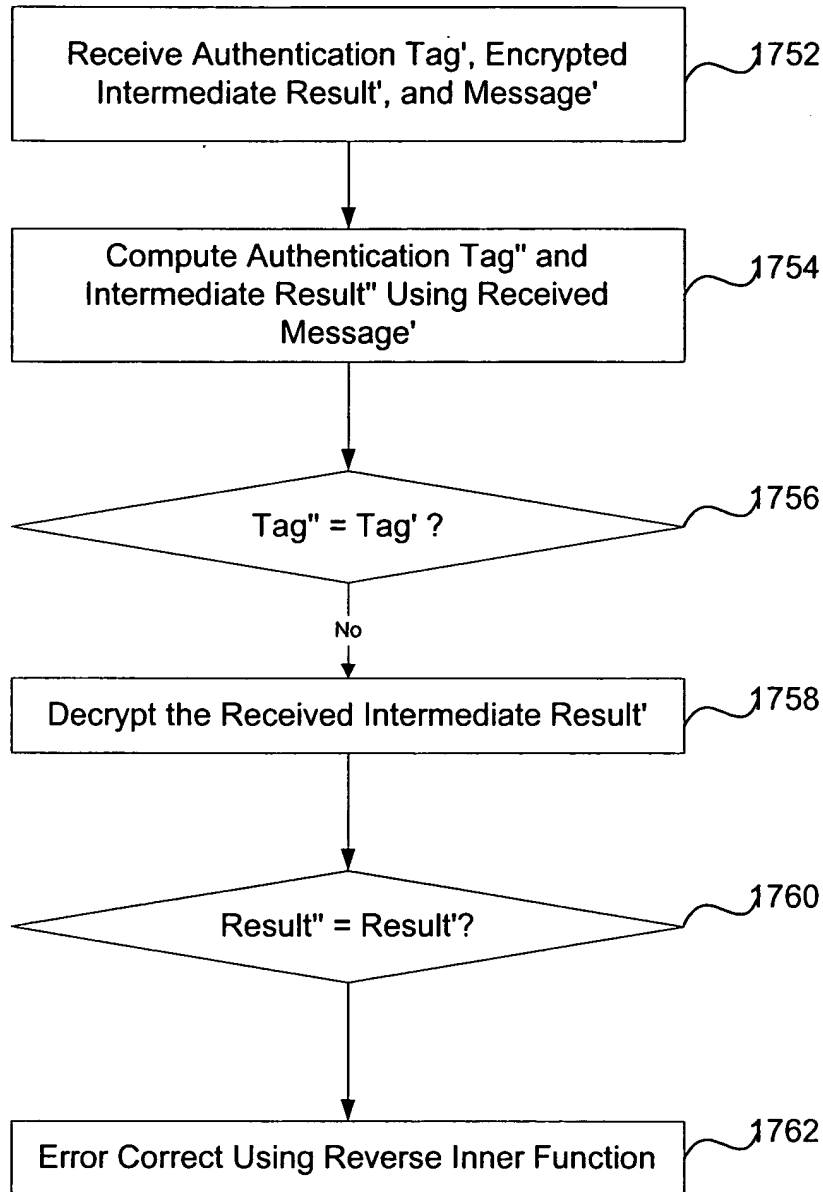 Receive Authentication Tag', Encrypted
Intermediate Result', and Message'
1752
Compute Authentication Tag" and
Intermediate Result" Using Received
Message'
1754
Tag" = Tag' ?
1756
No
Decrypt the Received Intermediate Result'
1758
Result" = Result'?
1760
Error Correct Using Reverse Inner Function
1762